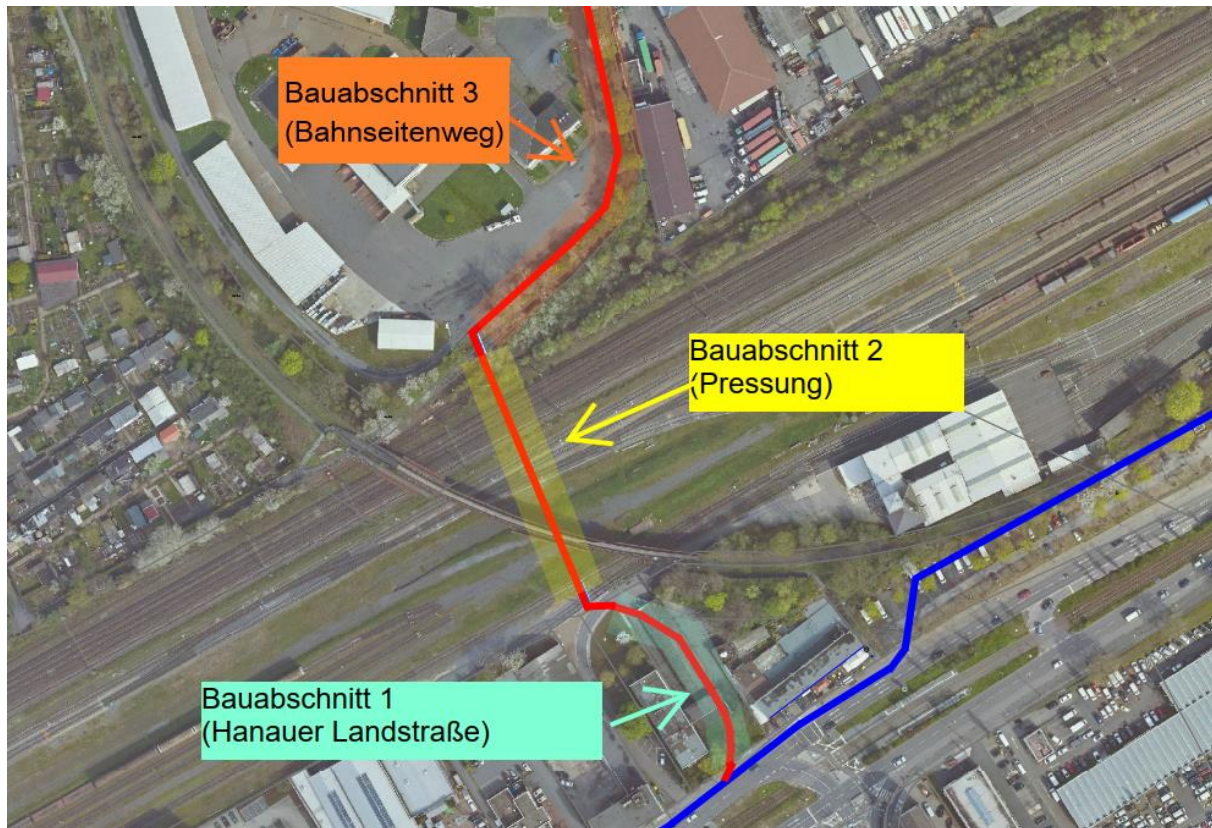 Bauabschnitt 3
(Bahnseitenweg)
Bauabschnitt 2
(Pressung)
Bauabschnitt 1
(Hanauer Landstraße)